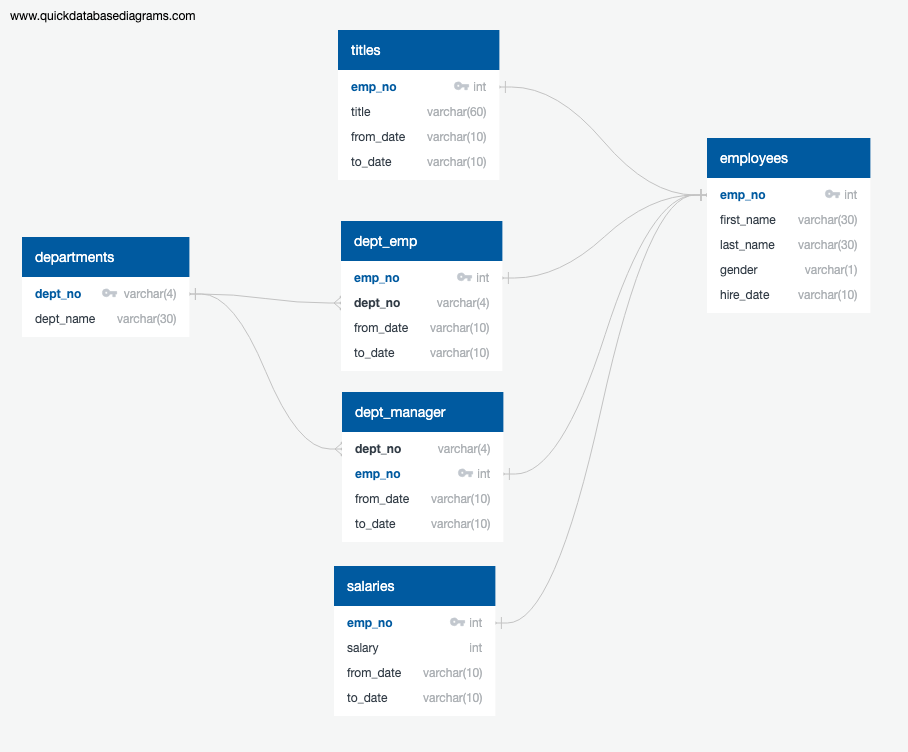 www.quickdatabasediagrams.com
titles
emp_no int
title varchar(60)
from_date varchar(10)
to_date varchar(10)
employees
emp_no int
first_name varchar(30)
last_name varchar(30)
gender varchar(1)
hire_date varchar(10)
departments
dept_no varchar(4)
dept_name varchar(30)
dept_emp
emp_no int
dept_no varchar(4)
from_date varchar(10)
to_date varchar(10)
dept_manager
dept_no varchar(4)
emp_no int
from_date varchar(10)
to_date varchar(10)
salaries
emp_no int
salary int
from_date varchar(10)
to_date varchar(10)